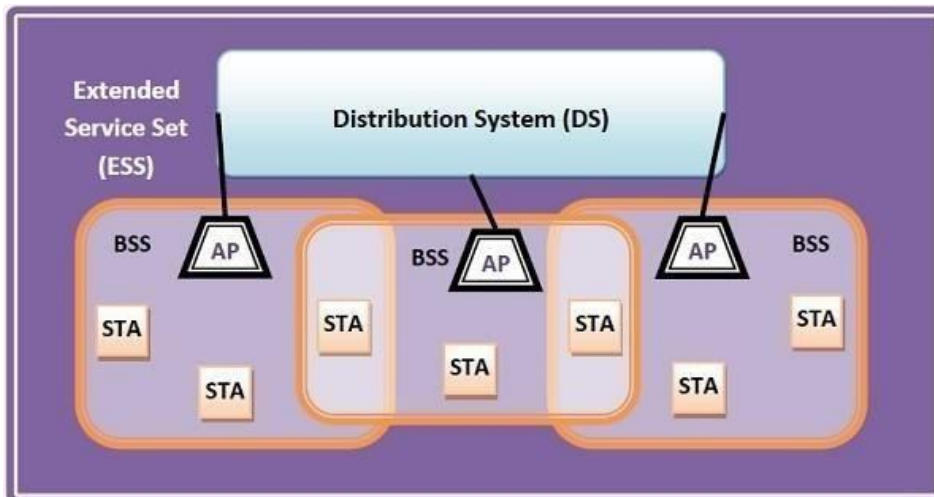 Extended
Service Set
(ESS)
Distribution System (DS)
BSS
AP
BSS
AP
AP
BSS
STA
STA
STA
STA
STA
STA
STA